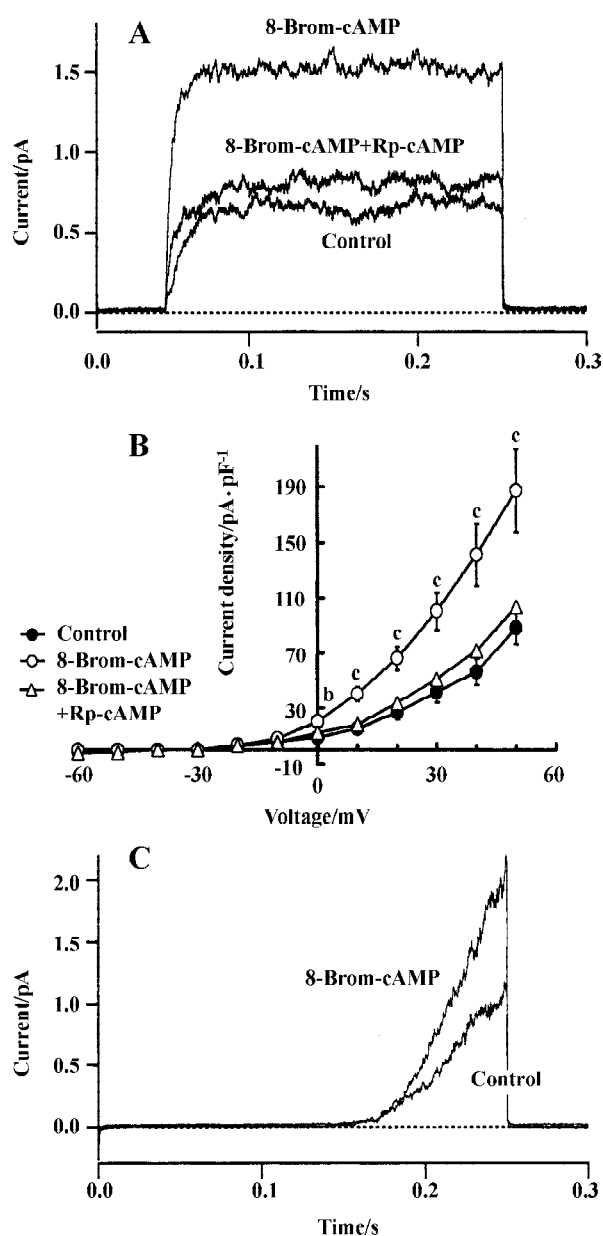 A
8-Brom-cAMP
1.5
1.0
8-Brom-cAMP+Rp-cAMP
0.5
Control
0.0
Current/pA
0.0 0.1 0.2 0.3
Time/s
B
Current density/pA·pF-1
190
150
110
70
30
-10
c
c
c
c
c
b
Control
8-Brom-cAMP
8-Brom-cAMP
+Rp-cAMP
-60 -30 0 30 60
Voltage/mV
C
2.0
1.5
1.0
0.5
0.0
Current/pA
8-Brom-cAMP
Control
0.0 0.1 0.2 0.3
Time/s